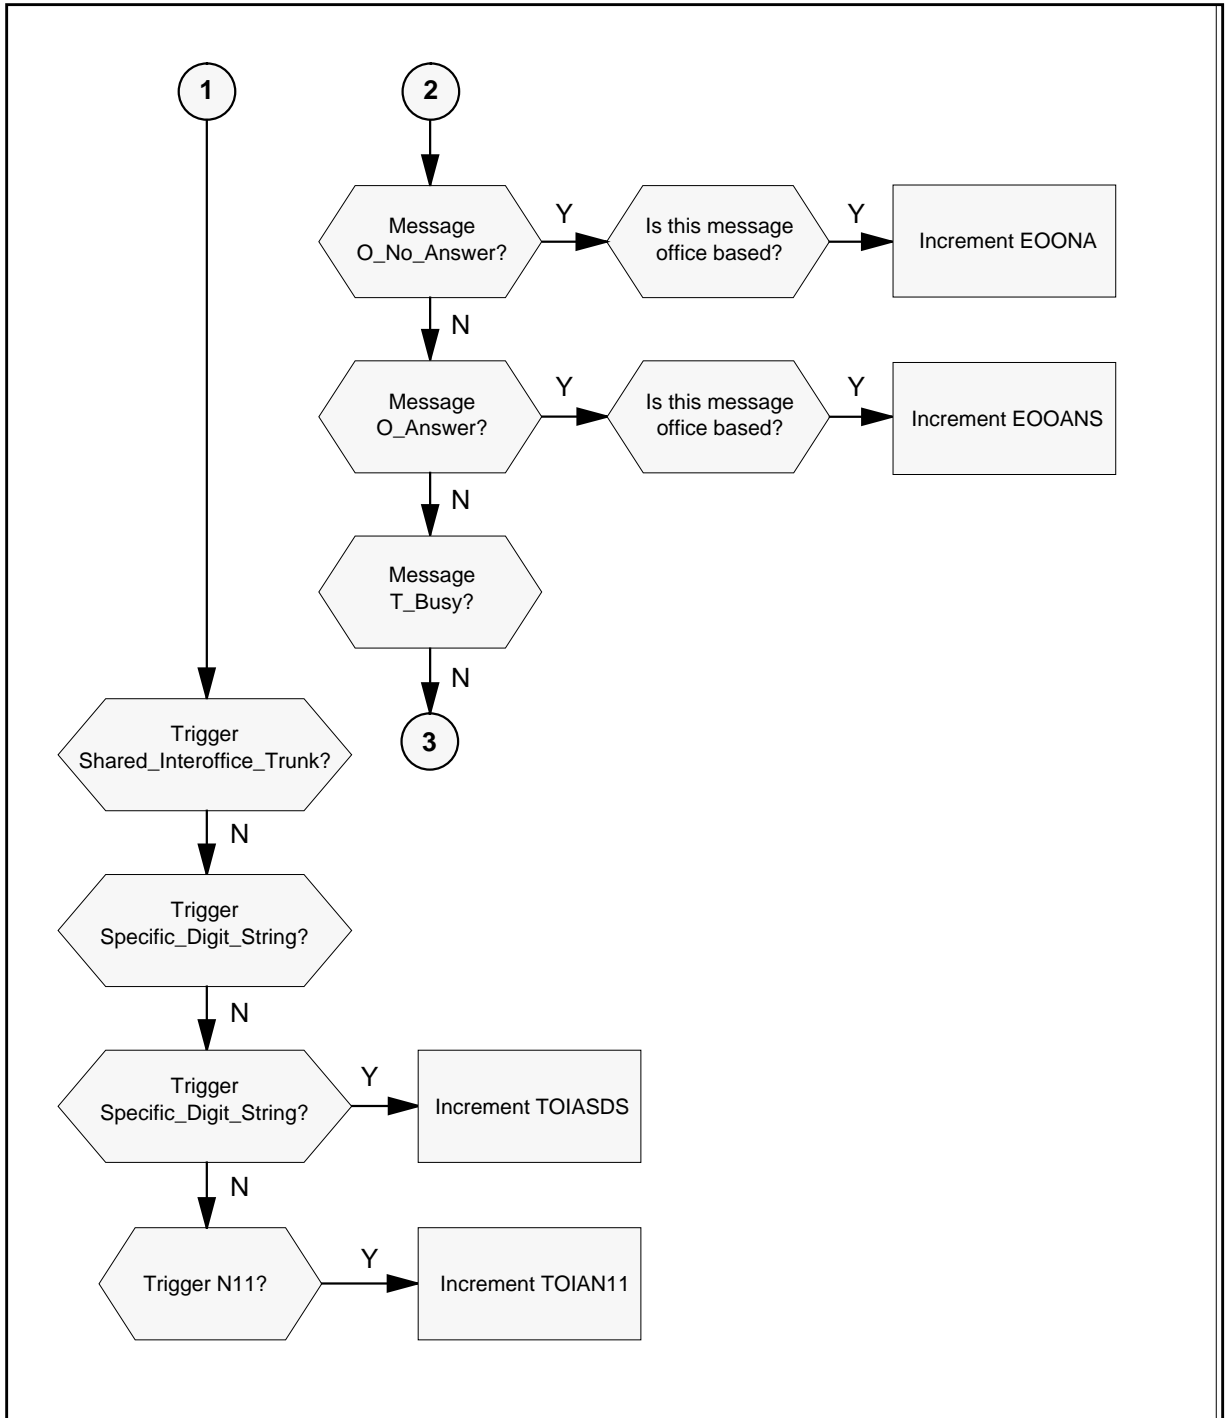 1
2
Message
O_No_Answer?
Y
Is this message
office based?
Y
Increment EOONA
N
Message
O_Answer?
Y
Is this message
office based?
Y
Increment EOOANS
N
Message
T_Busy?
N
3
Trigger
Shared_Interoffice_Trunk?
N
Trigger
Specific_Digit_String?
N
Trigger
Specific_Digit_String?
Y
Increment TOIASDS
N
Trigger N11?
Y
Increment TOIAN11